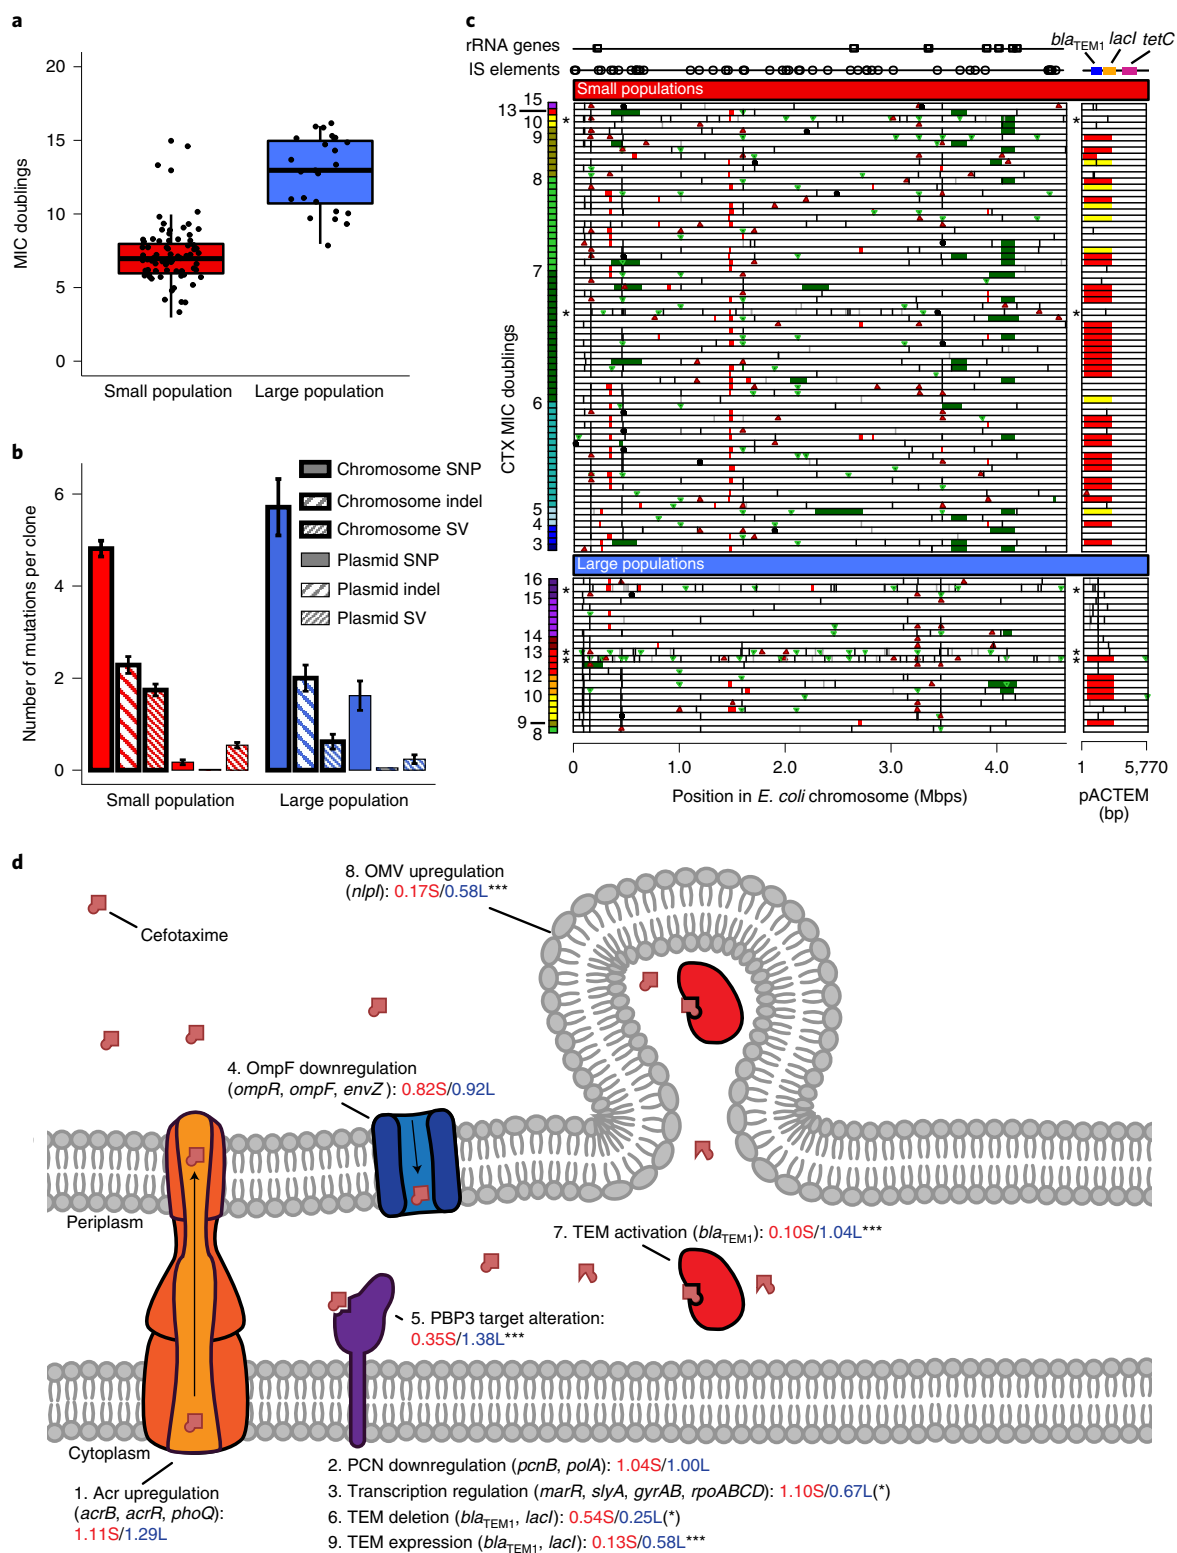 a
20
15
10
5
0
MIC doublings
Small population
Large population
b
6
4
2
0
Number of mutations per clone
Chromosome SNP
Chromosome indel
Chromosome SV
Plasmid SNP
Plasmid indel
Plasmid SV
Small population
Large population
c
rRNA genes
IS elements
blaTEM1 lacI tetC
Small populations
15
13
10
9
8
7
6
5
4
3
* *
* *
CTX MIC doublings
Large populations
16
15
14
13
12
10
9
8
* *
* *
* *
0 1.0 2.0 3.0 4.0
Position in E. coli chromosome (Mbps)
1 5,770
pACTEM
(bp)
d
8. OMV upregulation
(nlpI): 0.17S/0.58L***
Cefotaxime
4. OmpF downregulation
(ompR, ompF, envZ ): 0.82S/0.92L
Periplasm
7. TEM activation (blaTEM1): 0.10S/1.04L***
5. PBP3 target alteration:
0.35S/1.38L***
Cytoplasm
1. Acr upregulation
(acrB, acrR, phoQ):
1.11S/1.29L
2. PCN downregulation (pcnB, polA): 1.04S/1.00L
3. Transcription regulation (marR, slyA, gyrAB, rpoABCD): 1.10S/0.67L(*)
6. TEM deletion (blaTEM1, lacI): 0.54S/0.25L(*)
9. TEM expression (blaTEM1, lacI): 0.13S/0.58L***